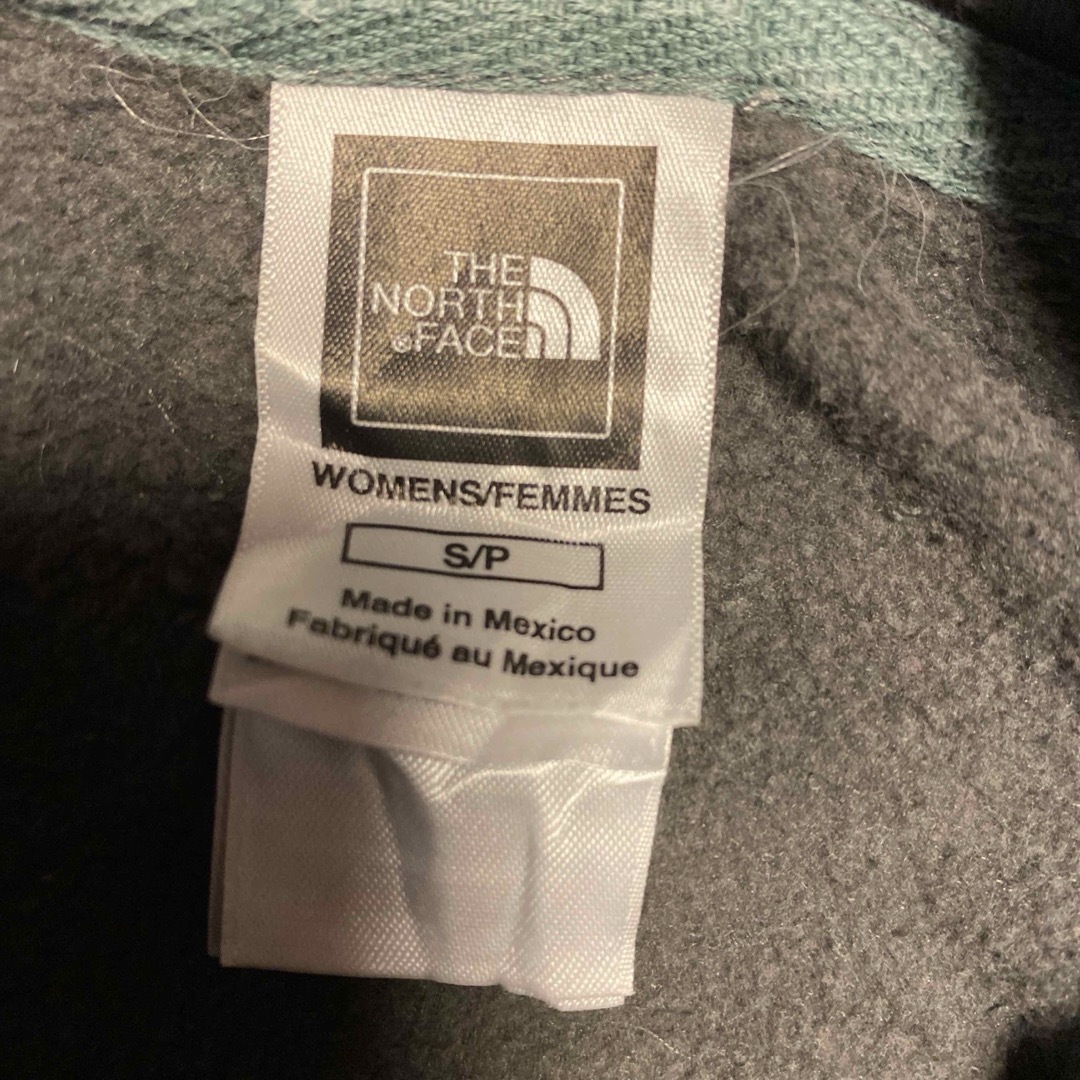 THE
NORTH
FACE
WOMENS/FEMMES
S/P
Made in Mexico
Fabriqué au Mexique